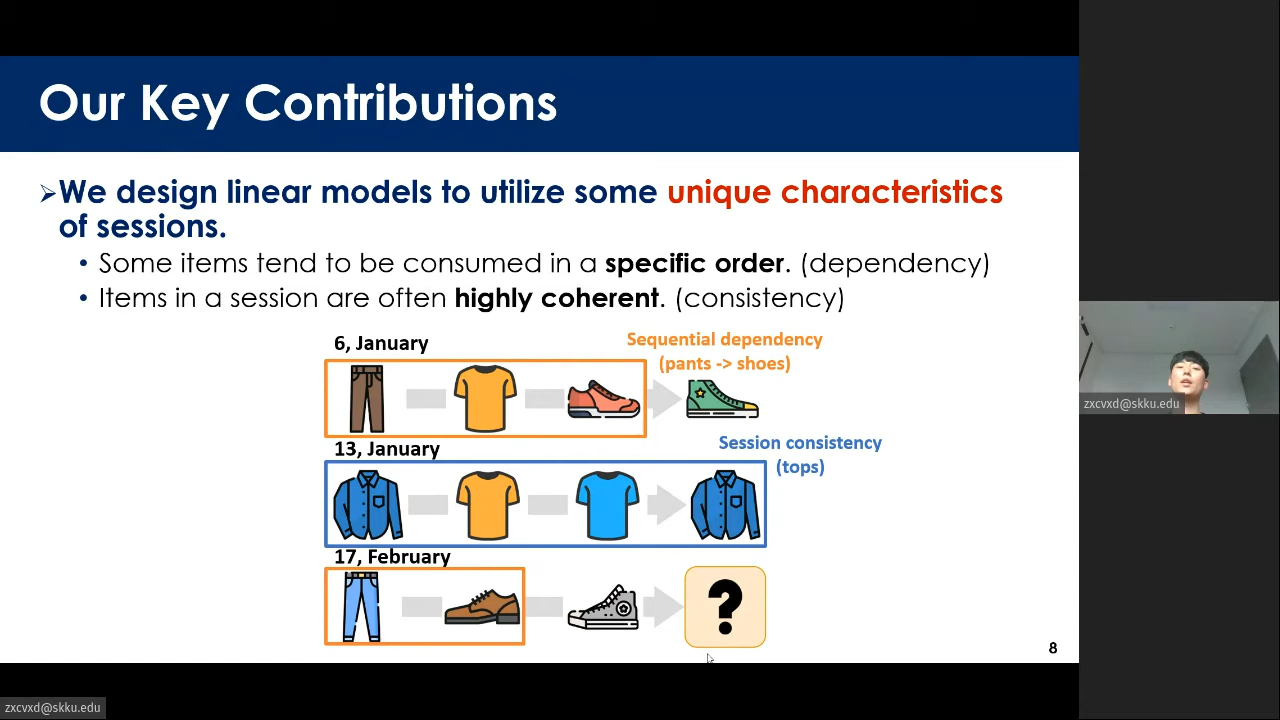 Our Key Contributions
➢We design linear models to utilize some unique characteristics
of sessions.
• Some items tend to be consumed in a specific order. (dependency)
• Items in a session are often highly coherent. (consistency)
6, January
Sequential dependency
(pants -> shoes)
13, January
Session consistency
(tops)
17, February
?
8
zxcvxd@skku.edu
zxcvxd@skku.edu